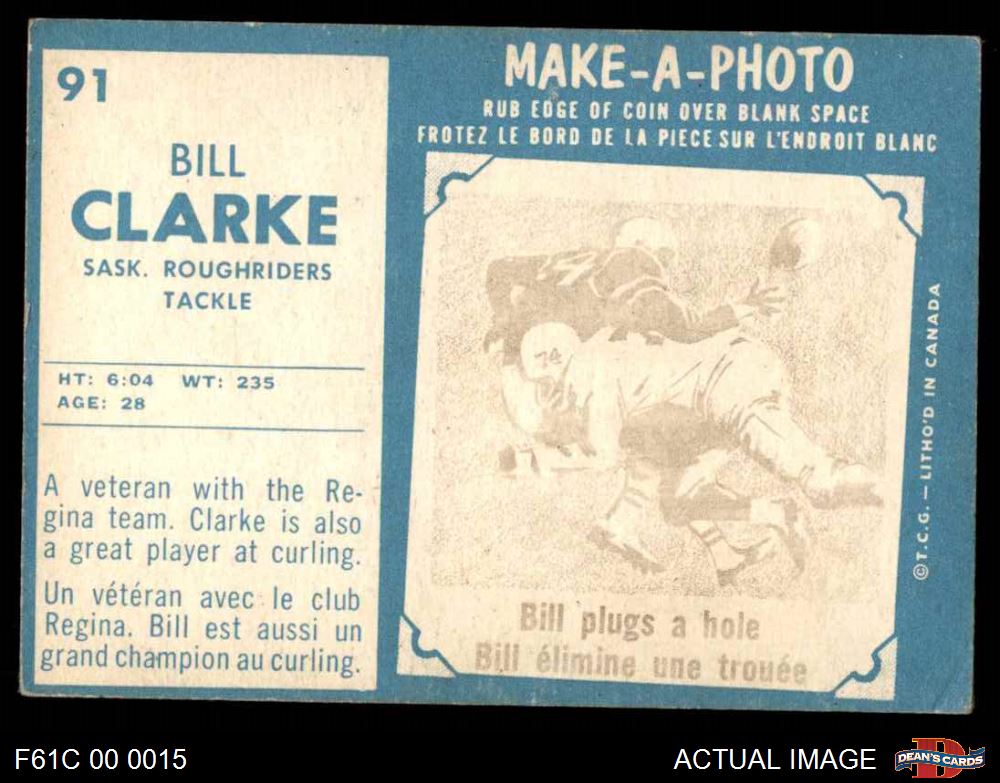 91
BILL
CLARKE
SASK. ROUGHRIDERS
TACKLE
HT: 6:04 WT: 235
AGE: 28
A veteran with the Re-
gina team. Clarke is also
a great player at curling.
Un vétéran avec le club
Regina. Bill est aussi un
grand champion au curling.
MAKE-A-PHOTO
RUB EDGE OF COIN OVER BLANK SPACE
FROTEZ LE BORD DE LA PIECE SUR L'ENDROIT BLANC
74
Bill plugs a hole
Bill élimine une trouée
©T.C.G. — LITHO'D IN CANADA
F61C 00 0015
ACTUAL IMAGE
D
DEAN'S CARDS